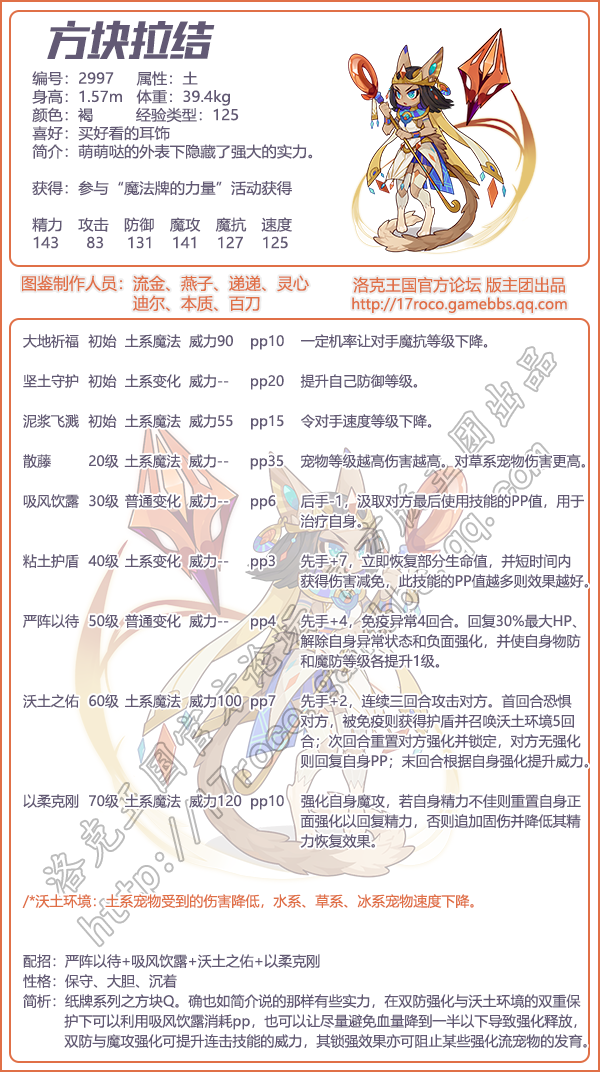 方块拉结
编号：2997 属性：土
身高：1.57m 体重：39.4kg
颜色：褐 经验类型：125
喜好：买好看的耳饰
简介：萌萌哒的外表下隐藏了强大的实力。
获得：参与“魔法牌的力量”活动获得
精力 攻击 防御 魔攻 魔抗 速度
143 83 131 141 127 125
图鉴制作人员：流金、燕子、递递、灵心
迪尔、本质、百刀
洛克王国官方论坛 版主团出品
http://17roco.gamebbs.qq.com
大地祈福 初始 土系魔法 威力90 pp10 一定机率让对手魔抗等级下降。
坚土守护 初始 土系变化 威力-- pp20 提升自己防御等级。
泥浆飞溅 初始 土系魔法 威力55 pp15 令对手速度等级下降。
散藤 20级 土系魔法 威力-- pp35 宠物等级越高伤害越高。对草系宠物伤害更高。
吸风饮露 30级 普通变化 威力-- pp6 后手-1，汲取对方最后使用技能的PP值，用于
治疗自身。
粘土护盾 40级 土系变化 威力-- pp3 先手+7，立即恢复部分生命值，并短时间内
获得伤害减免，此技能的PP值越多则效果越好。
严阵以待 50级 普通变化 威力-- pp4 先手+4，免疫异常4回合。回复30%最大HP、
解除自身异常状态和负面强化，并使自身物防
和魔防等级各提升1级。
沃土之佑 60级 土系魔法 威力100 pp7 先手+2，连续三回合攻击对方。首回合恐惧
对方，被免疫则获得护盾并召唤沃土环境5回
合；次回合重置对方强化并锁定，对方无强化
则回复自身PP；末回合根据自身强化提升威力。
以柔克刚 70级 土系魔法 威力120 pp10 强化自身魔攻，若自身精力不佳则重置自身正
面强化以回复精力，否则追加固伤并降低其精
力恢复效果。
/*沃土环境：土系宠物受到的伤害降低，水系、草系、冰系宠物速度下降。
配招：严阵以待+吸风饮露+沃土之佑+以柔克刚
性格：保守、大胆、沉着
简析：纸牌系列之方块Q。确也如简介说的那样有些实力，在双防强化与沃土环境的双重保
护下可以利用吸风饮露消耗pp，也可以让尽量避免血量降到一半以下导致强化释放，
双防与魔攻强化可提升连击技能的威力，其锁强效果亦可阻止某些强化流宠物的发育。
洛克王国官方论坛 版主团出品
http://17roco.gamebbs.qq.com